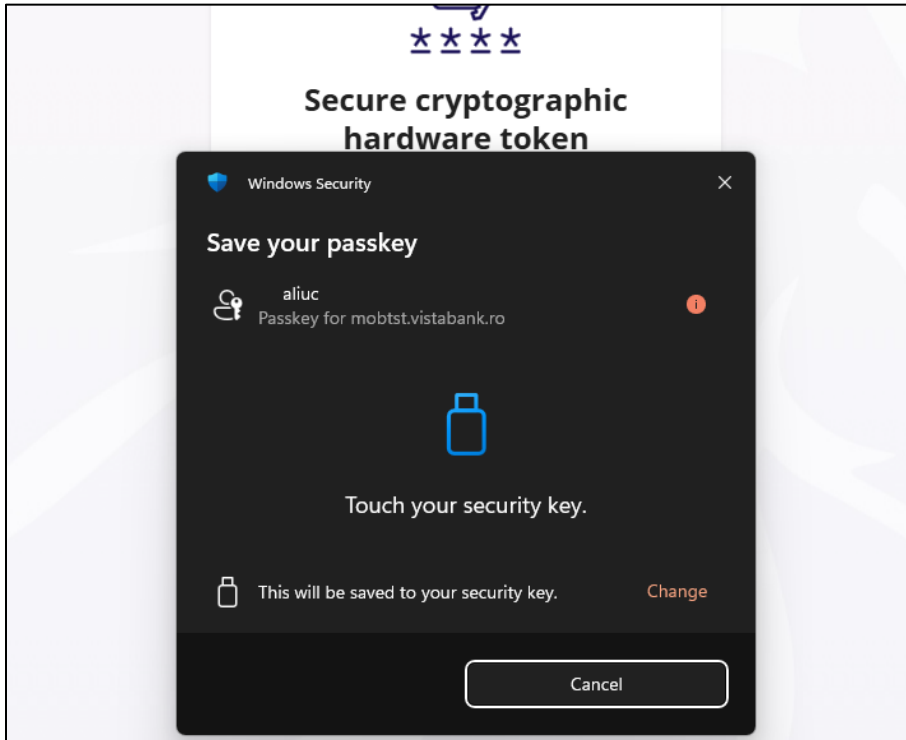 ****
Secure cryptographic
hardware token
Windows Security
Save your passkey
aliuc
Passkey for mobtst.vistabank.ro
Touch your security key.
This will be saved to your security key.
Change
Cancel